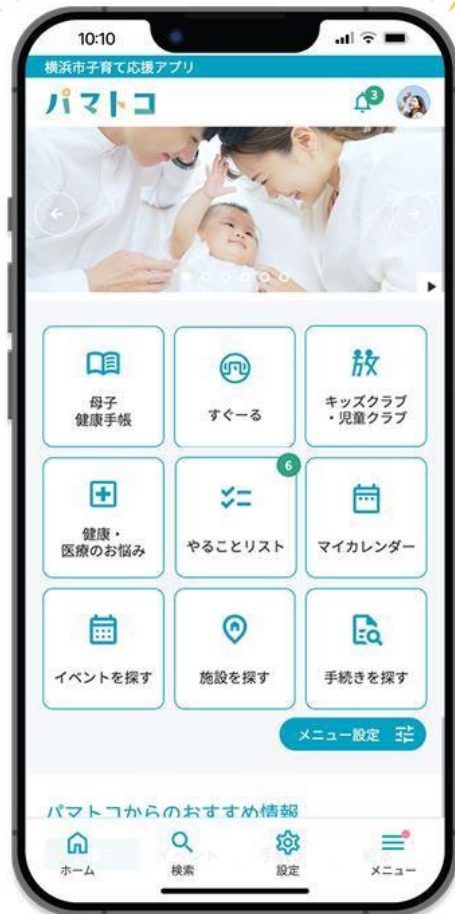 10:10
横浜市子育て応援アプリ
パマトコ
3
母子
健康手帳
すぐーる
放
キッズクラブ
・児童クラブ
健康・
医療のお悩み
6
やることリスト
マイカレンダー
イベントを探す
施設を探す
手続きを探す
メニュー設定
パマトコからのおすすめ情報
ホーム
検索
設定
メニュー